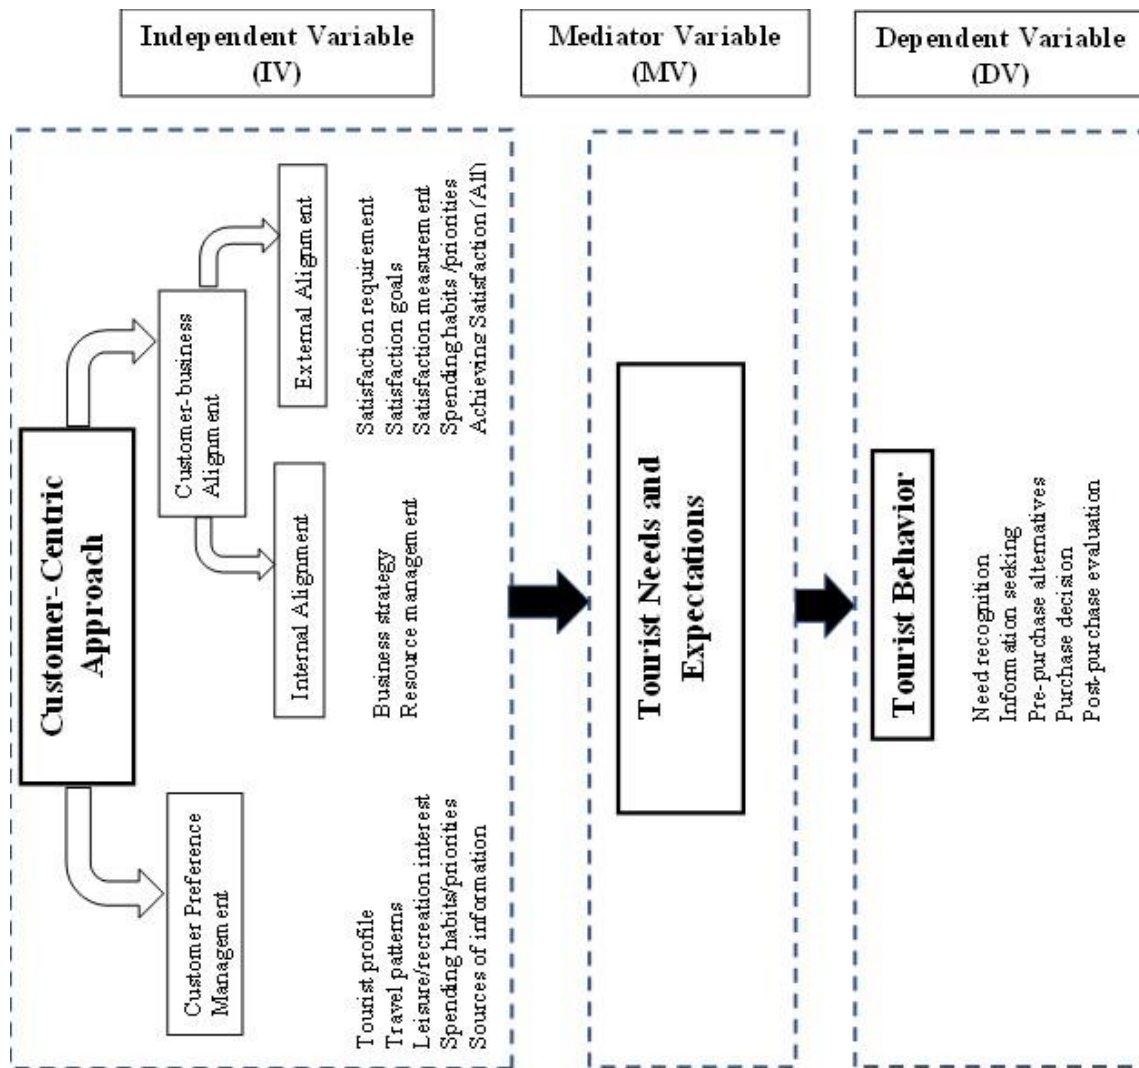 Independent Variable
(IV)
Mediator Variable
(MV)
Dependent Variable
(DV)
Customer-Centric
Approach
Customer Preference
Management
Tourist profile
Travel patterns
Leisure/recreation interest
Spending habits/priorities
Sources of information
Customer-business
Alignment
Internal Alignment
Business strategy
Resource management
External Alignment
Satisfaction requirement
Satisfaction goals
Satisfaction measurement
Spending habits /priorities
Achieving Satisfaction (All)
Tourist Needs and
Expectations
Tourist Behavior
Need recognition
Information seeking
Pre-purchase alternatives
Purchase decision
Post-purchase evaluation